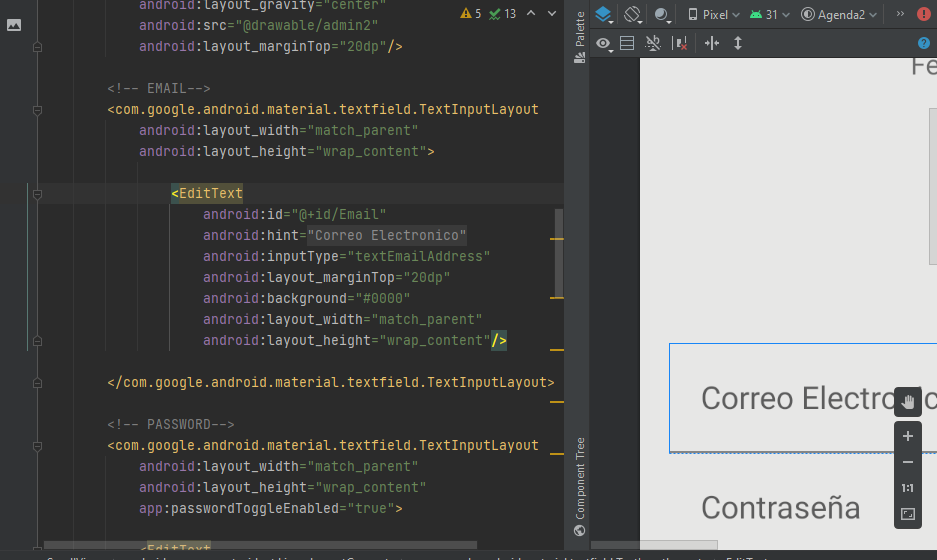 android:layout_gravity="center"
android:src="@drawable/admin2"
android:layout_marginTop="20dp"/>
5 13
<!-- EMAIL-->
<com.google.android.material.textfield.TextInputLayout
android:layout_width="match_parent"
android:layout_height="wrap_content">
<EditText
android:id="@+id/Email"
android:hint="Correo Electronico"
android:inputType="textEmailAddress"
android:layout_marginTop="20dp"
android:background="#0000"
android:layout_width="match_parent"
android:layout_height="wrap_content"/>
</com.google.android.material.textfield.TextInputLayout>
<!-- PASSWORD-->
<com.google.android.material.textfield.TextInputLayout
android:layout_width="match_parent"
android:layout_height="wrap_content"
app:passwordToggleEnabled="true">
<EditText
Palette
Component Tree
Pixel 31 Agenda2
Fe
Correo Electronic
Contraseña
1:1